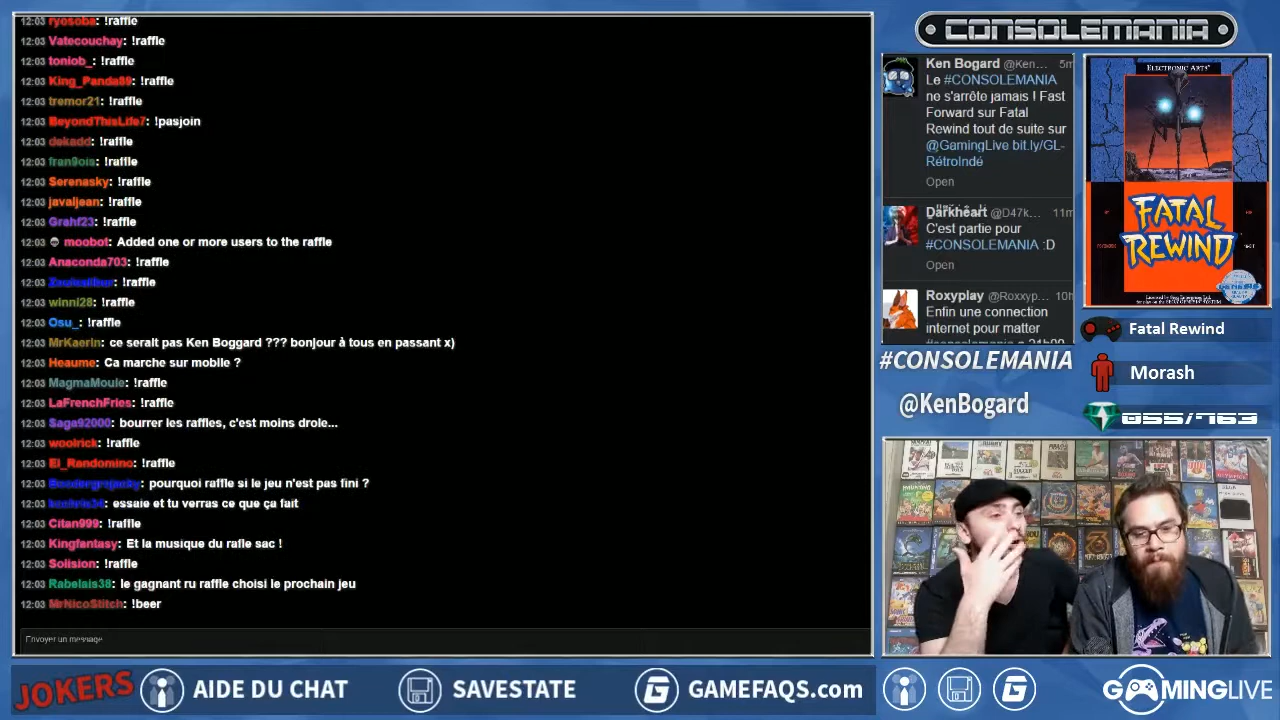 12:03 ryosoba: !raffle
12:03 Vatecouchay: !raffle
12:03 toniob_: !raffle
12:03 King_Panda89: !raffle
12:03 tremor21: !raffle
12:03 BeyondThisLife7: !pasjoin
12:03 dekadd: !raffle
12:03 fran9ois: !raffle
12:03 Serenasky: !raffle
12:03 javaljean: !raffle
12:03 Grahf23: !raffle
12:03 moobot: Added one or more users to the raffle
12:03 Anaconda703: !raffle
12:03 !raffle
12:03 winni28: !raffle
12:03 Osu_: !raffle
12:03 MrKaerin: ce serait pas Ken Boggard ??? bonjour à tous en passant x)
12:03 Heaume: Ca marche sur mobile ?
12:03 MagmaMoule: !raffle
12:03 LaFrenchFries: !raffle
12:03 Saga92000: bourrer les raffles, c'est moins drole...
12:03 woolrick: !raffle
12:03 El_Randomino: !raffle
12:03 pourquoi raffle si le jeu n'est pas fini ?
12:03 essaie et tu verras ce que ça fait
12:03 Citan999: !raffle
12:03 Kingfantasy: Et la musique du rafle sac !
12:03 Solision: !raffle
12:03 Rabelais38: le gagnant ru raffle choisi le prochain jeu
12:03 MrNicoStitch: !beer
Envoyer un message
CONSOLEMANIA
Ken Bogard @Ken... 5m
Le #CONSOLEMANIA
ne s'arrête jamais ! Fast
Forward sur Fatal
Rewind tout de suite sur
@GamingLive bit.ly/GL-
RétroIndé
Open
Darkheart @D47k... 11m
C'est partie pour
#CONSOLEMANIA :D
Open
Roxyplay @Roxxyp... 10h
Enfin une connection
internet pour matter
#CONSOLEMANIA
@KenBogard
ELECTRONIC ARTS
FATAL
REWIND
Fatal Rewind
Morash
055/763
JOKERS
AIDE DU CHAT
SAVESTATE
GAMEFAQS.com
GAMINGLIVE